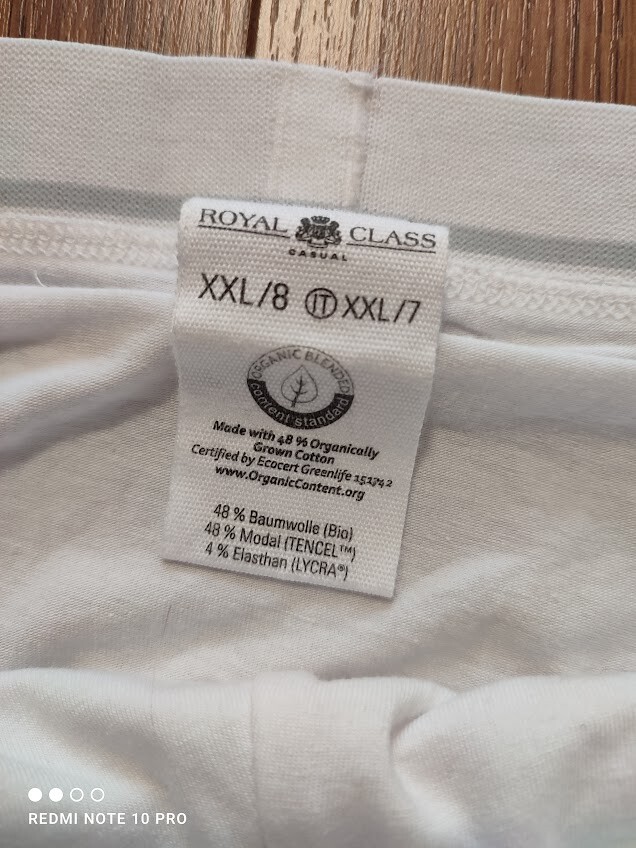 ROYAL CLASS
CASUAL
XXL/8 IT XXL/7
ORGANIC BLENDED
content standard
Made with 48 % Organically
Grown Cotton
Certified by Ecocert Greenlife 151742
www.OrganicContent.org
48 % Baumwolle (Bio)
48 % Modal (TENCEL™)
4 % Elasthan (LYCRA®)
REDMI NOTE 10 PRO